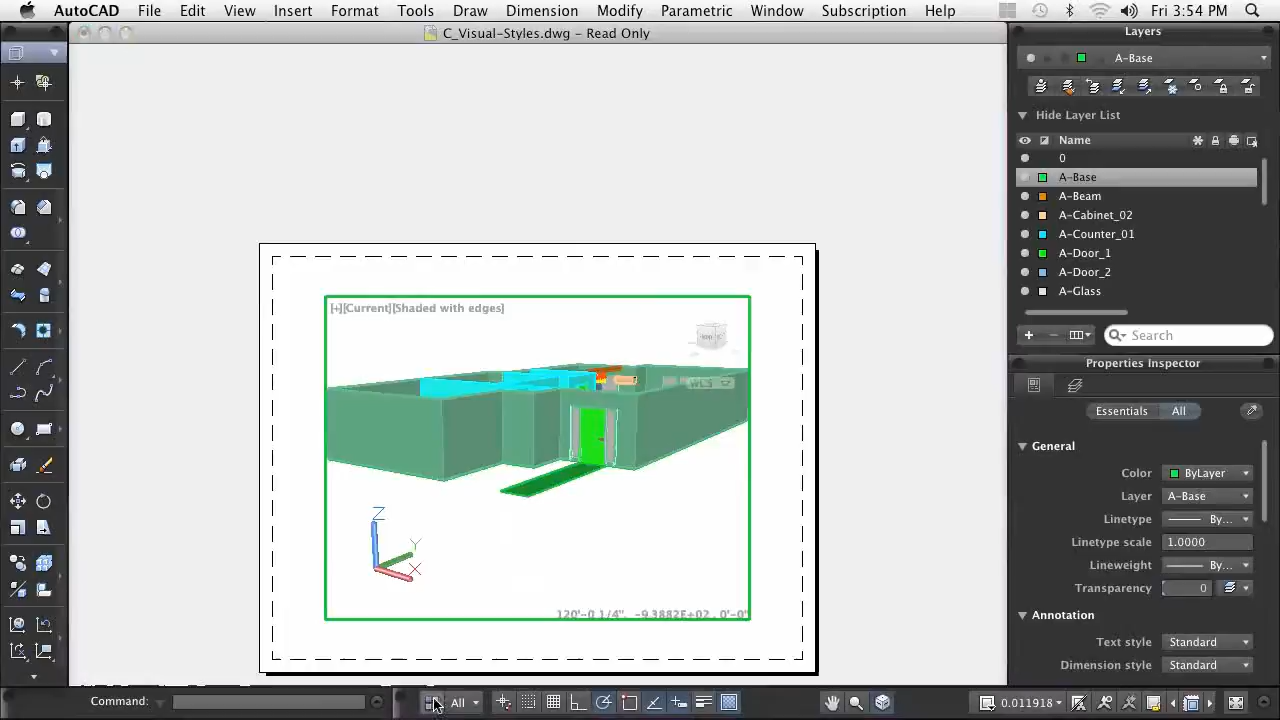 AutoCAD File Edit View Insert Format Tools Draw Dimension Modify Parametric Window Subscription Help Fri 3:54 PM
C_Visual-Styles.dwg – Read Only
Layers
A-Base
Hide Layer List
Name
0
A-Base
A-Beam
A-Cabinet_02
A-Counter_01
A-Door_1
A-Door_2
A-Glass
Search
Properties Inspector
Essentials All
General
Color ByLayer
Layer A-Base
Linetype By...
Linetype scale 1.0000
Lineweight By...
Transparency 0
Annotation
Text style Standard
Dimension style Standard
[+][Current][Shaded with edges]
WCS
Z
Y
X
120'-0 1/4", -9.3882E+02, 0'-0"
Command: All 0.011918